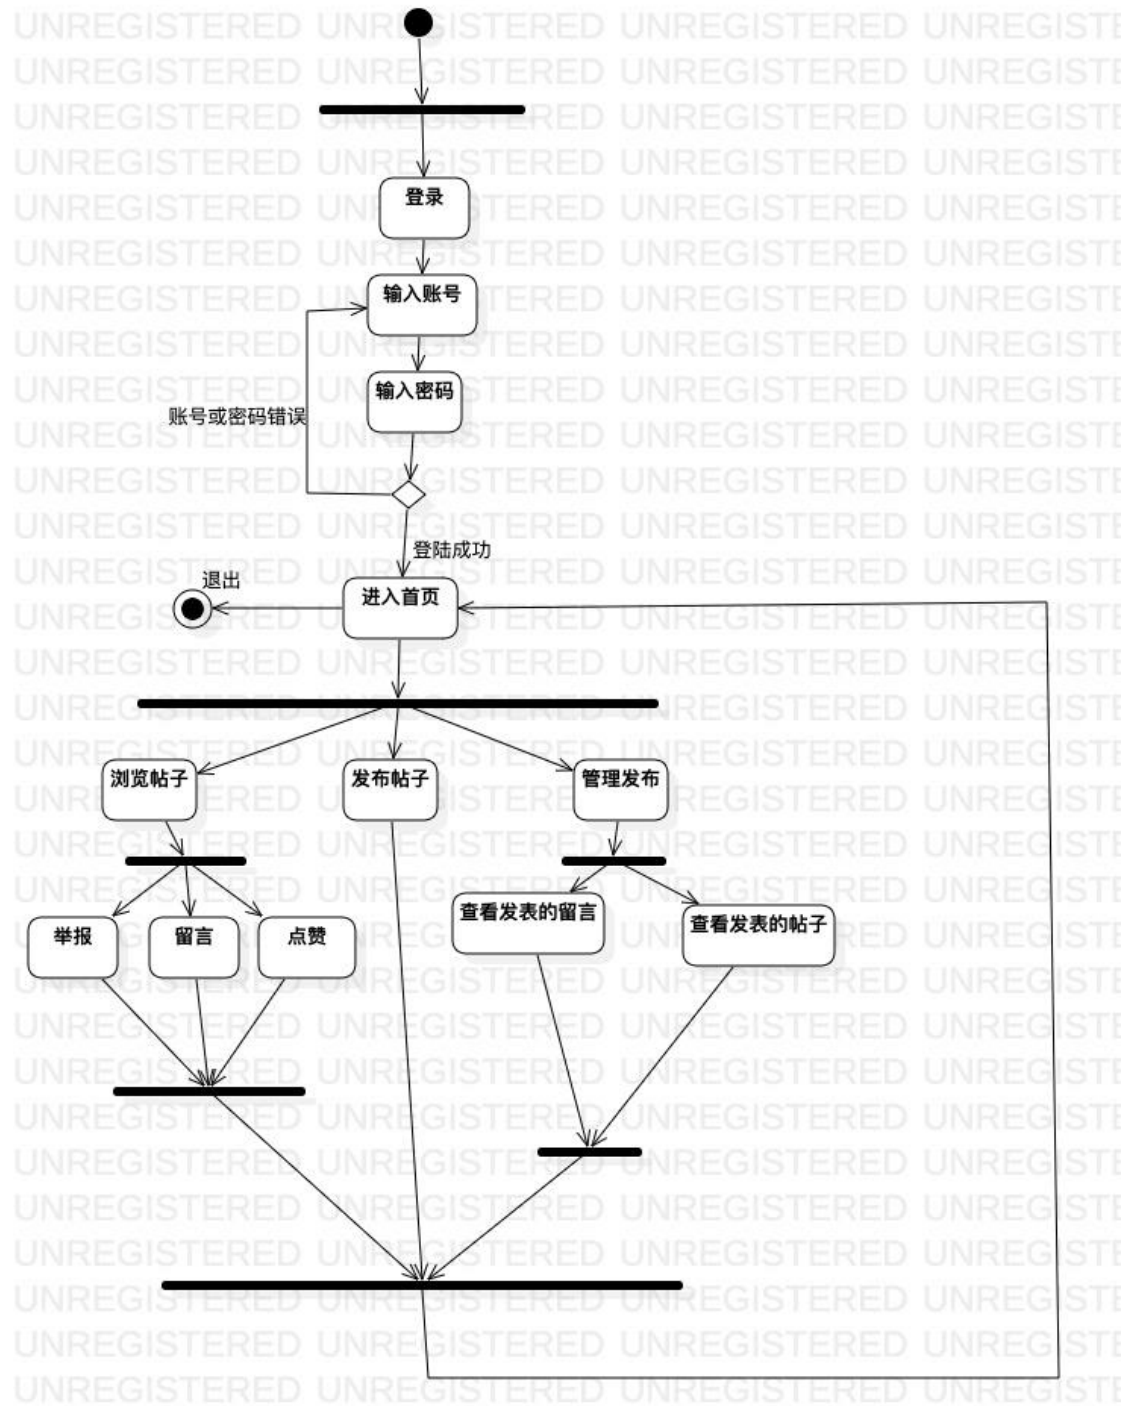 登录
输入账号
输入密码
账号或密码错误
登陆成功
退出
进入首页
浏览帖子
发布帖子
管理发布
查看发表的留言
查看发表的帖子
举报
留言
点赞
UNREGISTERED